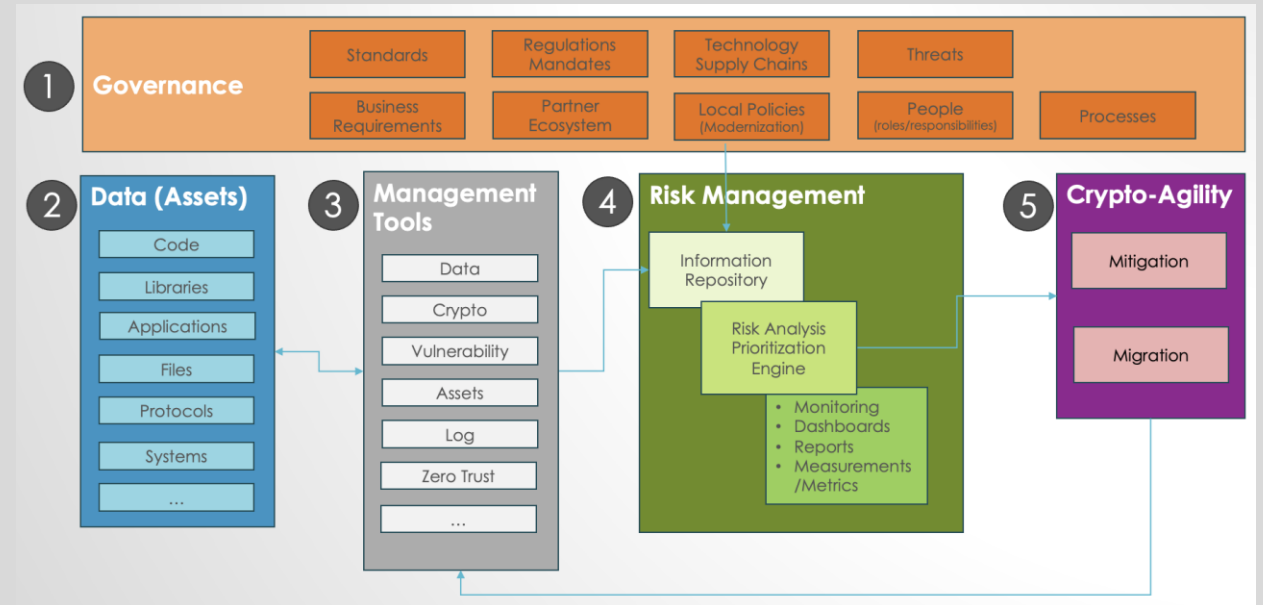 1
Governance
Standards
Regulations
Mandates
Technology
Supply Chains
Threats
Business
Requirements
Partner
Ecosystem
Local Policies
(Modernization)
People
(roles/responsibilities)
Processes
2
Data (Assets)
Code
Libraries
Applications
Files
Protocols
Systems
...
3
Management
Tools
Data
Crypto
Vulnerability
Assets
Log
Zero Trust
...
4
Risk Management
Information
Repository
Risk Analysis
Prioritization
Engine
• Monitoring
• Dashboards
• Reports
• Measurements
/Metrics
5
Crypto-Agility
Mitigation
Migration